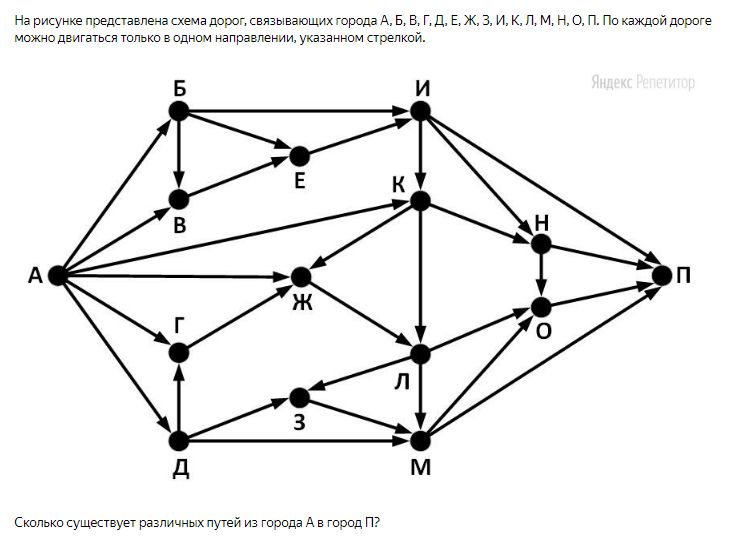 На рисунке представлена схема дорог, связывающих города А, Б, В, Г, Д, Е, Ж, З, И, К, Л, М, Н, О, П. По каждой дороге
можно двигаться только в одном направлении, указанном стрелкой.
Яндекс Репетитор
Б
И
Е
К
В
Н
А
П
Ж
Г
О
Л
З
Д
М
Сколько существует различных путей из города А в город П?